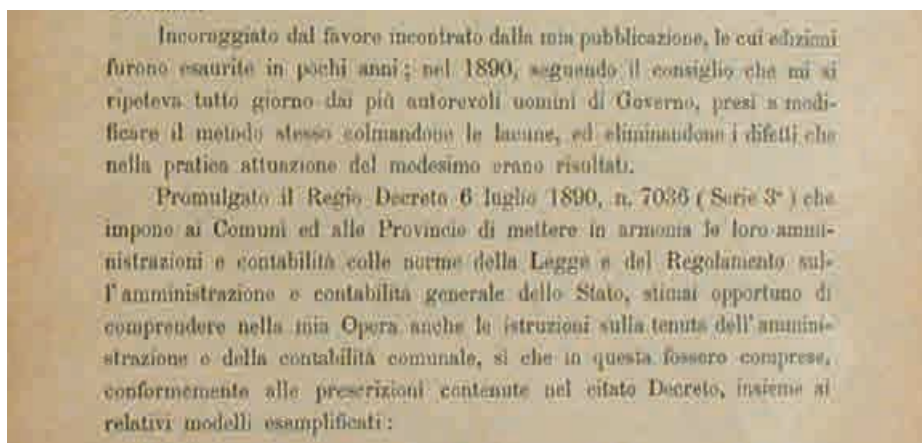 Incoraggiato dal favore incontrato dalla mia pubblicazione, le cui edizioni
furono esaurite in pochi anni; nel 1890, seguendo il consiglio che mi si
ripeteva tutto giorno dai più autorevoli uomini di Governo, presi a modi-
ficare il metodo stesso colmandone le lacune, ed eliminandone i difetti che
nella pratica attuazione del medesimo erano risultati.
Promulgato il Regio Decreto 6 luglio 1890, n. 7036 (Serie 3ª) che
impone ai Comuni ed alle Provincie di mettere in armonia le loro ammi-
nistrazioni e contabilità colle norme della Legge e del Regolamento sul-
l'amministrazione e contabilità generale dello Stato, stimai opportuno di
comprendere nella mia Opera anche le istruzioni sulla tenuta dell'ammini-
strazione e della contabilità comunale, sì che in questa fossero comprese,
conformemente alle prescrizioni contenute nel citato Decreto, insieme ai
relativi modelli esemplificati: